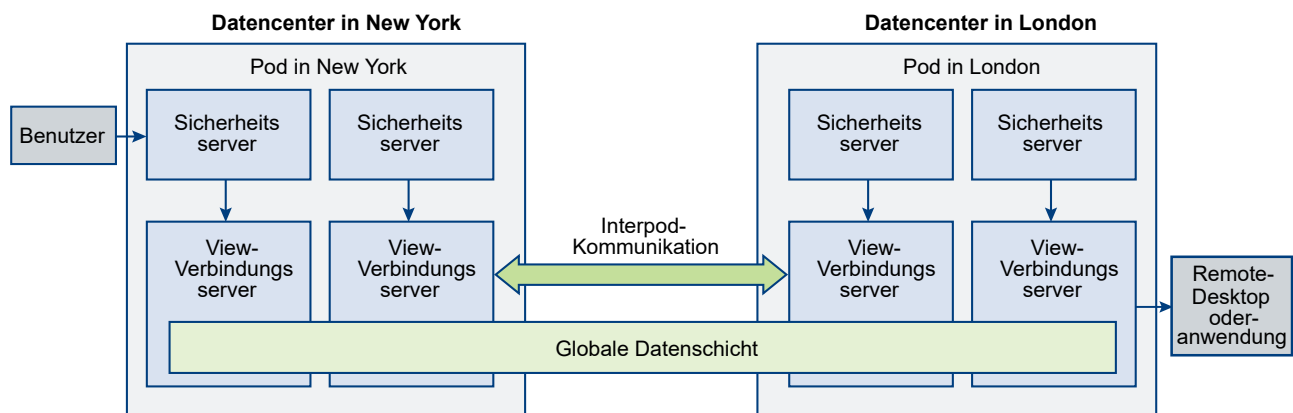 Datencenter in New York
Pod in New York
Benutzer
Sicherheits
server
Sicherheits
server
View-
Verbindungs
server
View-
Verbindungs
server
Interpod-
Kommunikation
Datencenter in London
Pod in London
Sicherheits
server
Sicherheits
server
View-
Verbindungs
server
View-
Verbindungs
server
Remote-
Desktop
oder-
anwendung
Globale Datenschicht